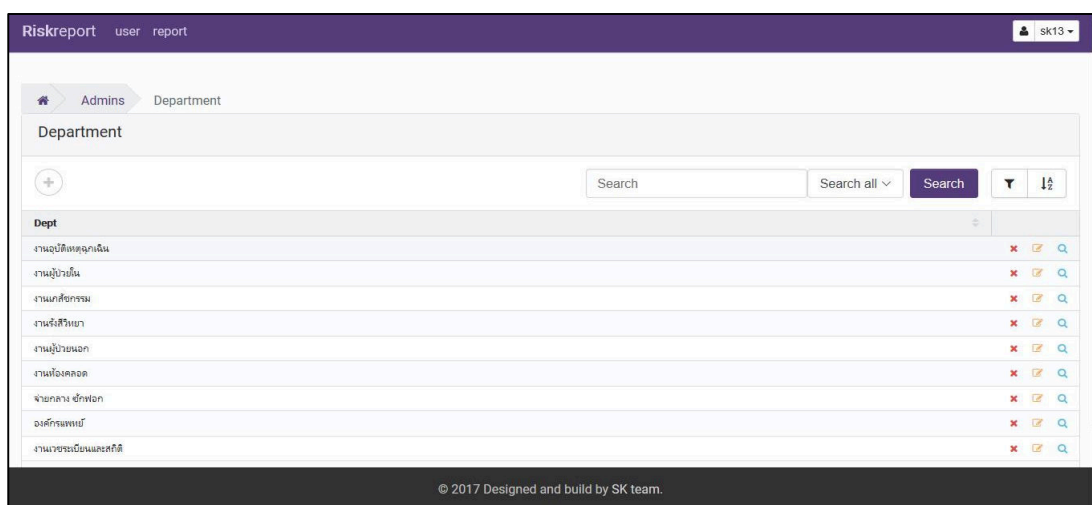 Riskreport user report sk13
Admins Department
Department
Search Search all Search
Dept
งานอุบัติเหตุฉุกเฉิน
งานผู้ป่วยใน
งานเภสัชกรรม
งานรังสีวิทยา
งานผู้ป่วยนอก
งานห้องคลอด
จ่ายกลาง ซักฟอก
องค์กรแพทย์
งานเวชระเบียนและสถิติ
© 2017 Designed and build by SK team.